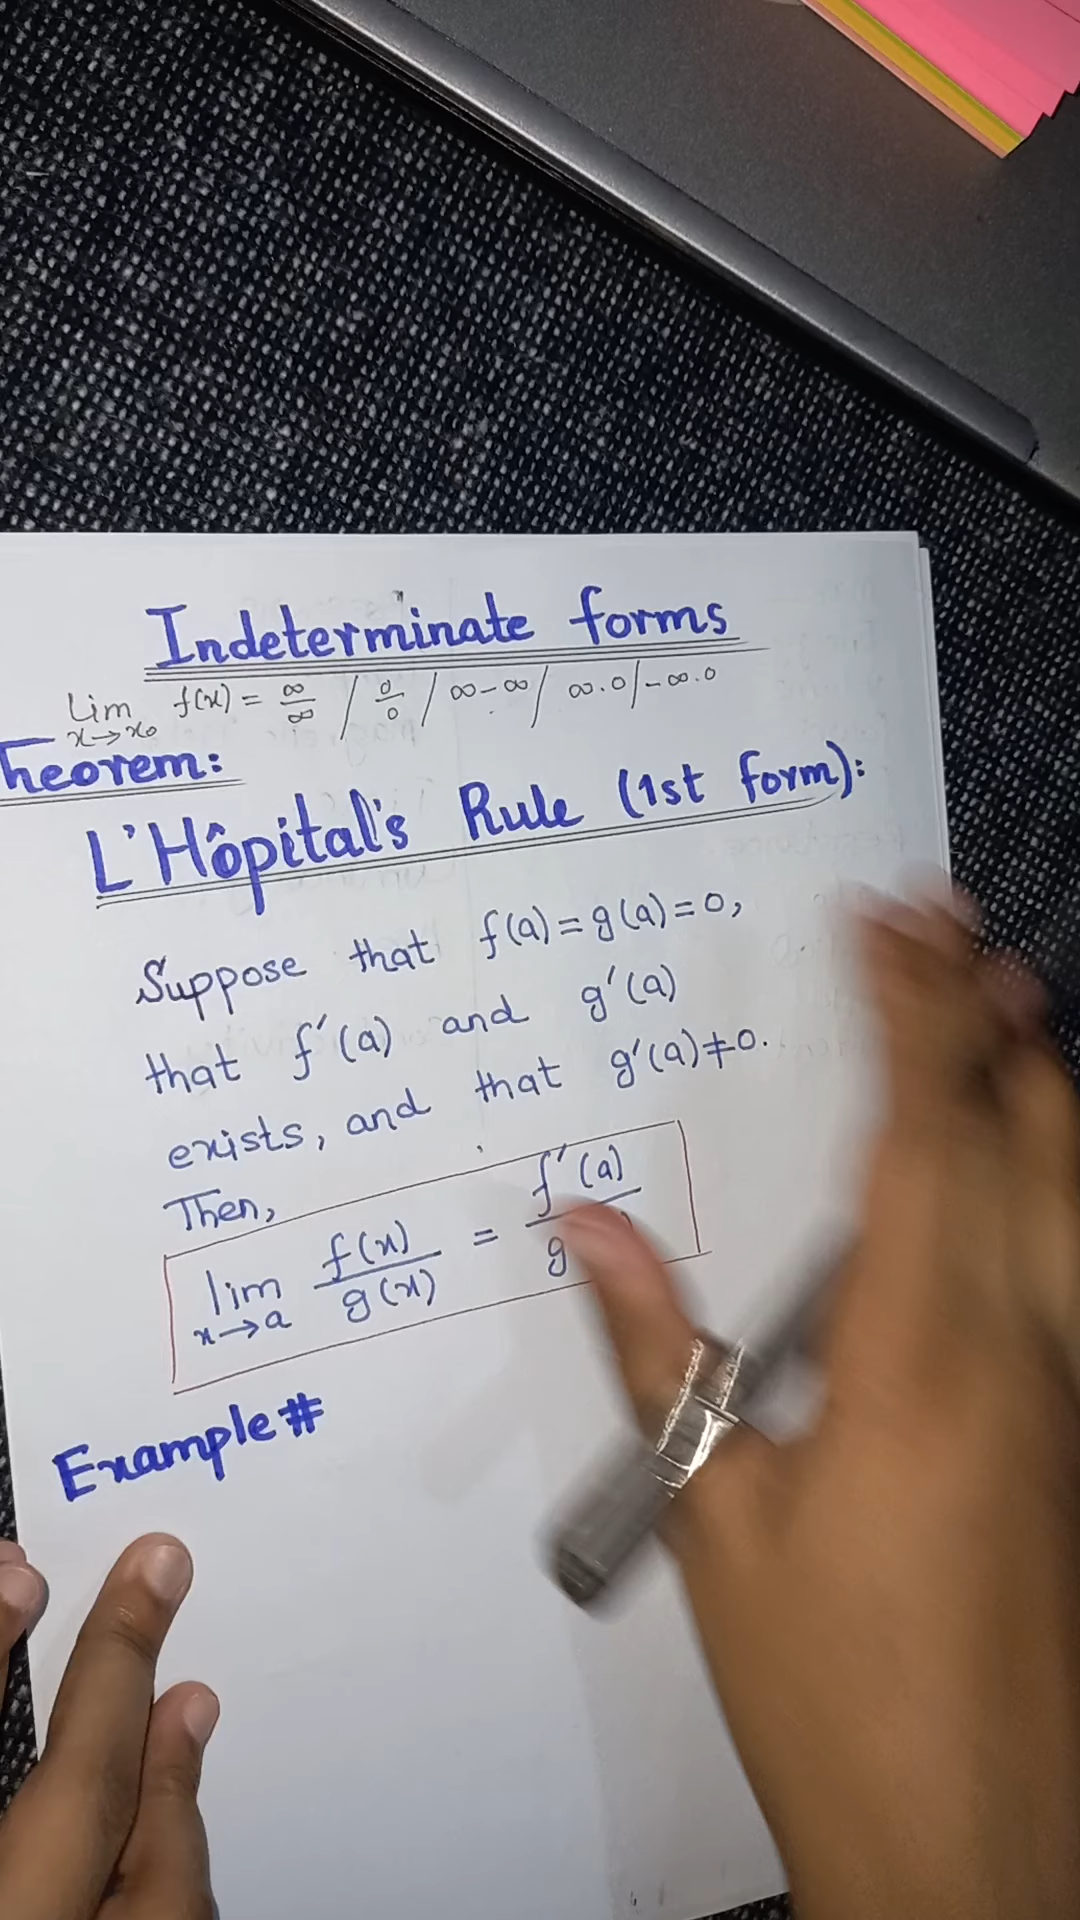 Indeterminate forms
Lim x→x₀ f(x) = ∞/∞ / 0/0 / ∞-∞ / ∞.0 / -∞.0
heorem:
L'Hôpital's Rule (1st form):
Suppose that f(a)=g(a)=0,
that f'(a) and g'(a)
exists, and that g'(a)≠0.
Then,
lim x→a f(x)/g(x) = f'(a)/g
Example#